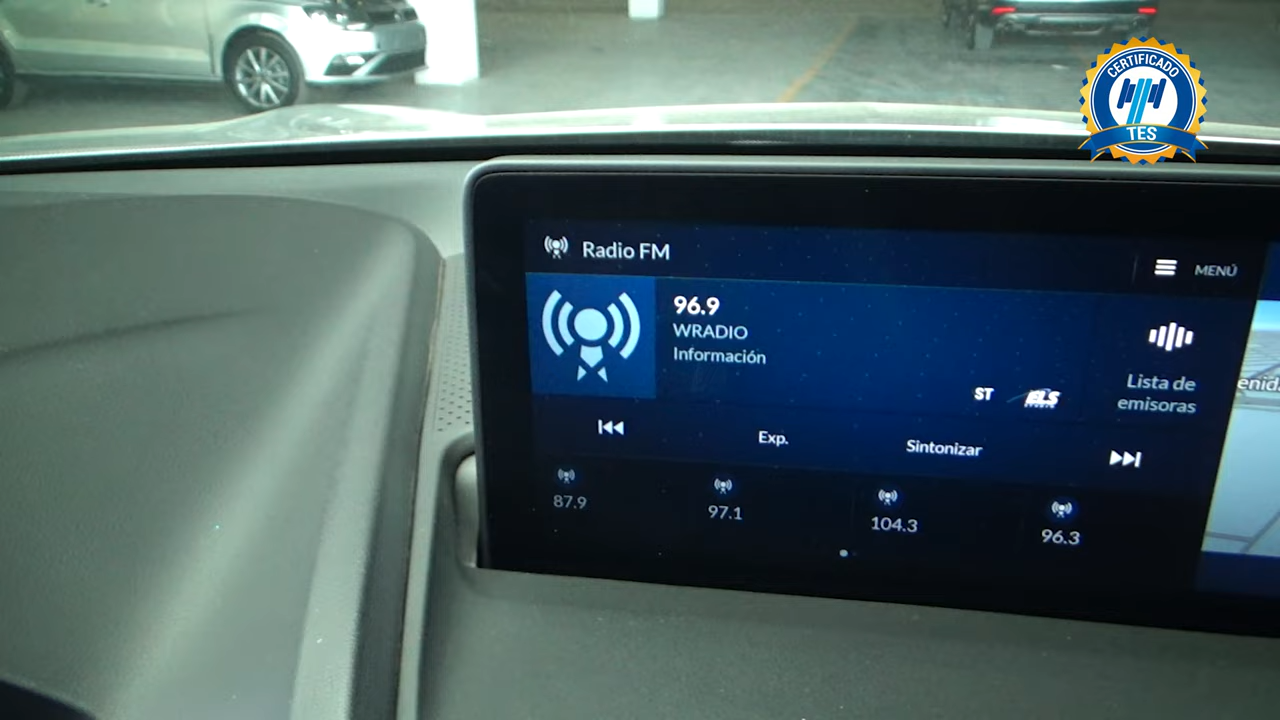 CERTIFICADO
TES
Radio FM
MENÚ
96.9
WRADIO
Información
ST
ELS
Lista de
emisoras
Exp.
Sintonizar
87.9
97.1
104.3
96.3